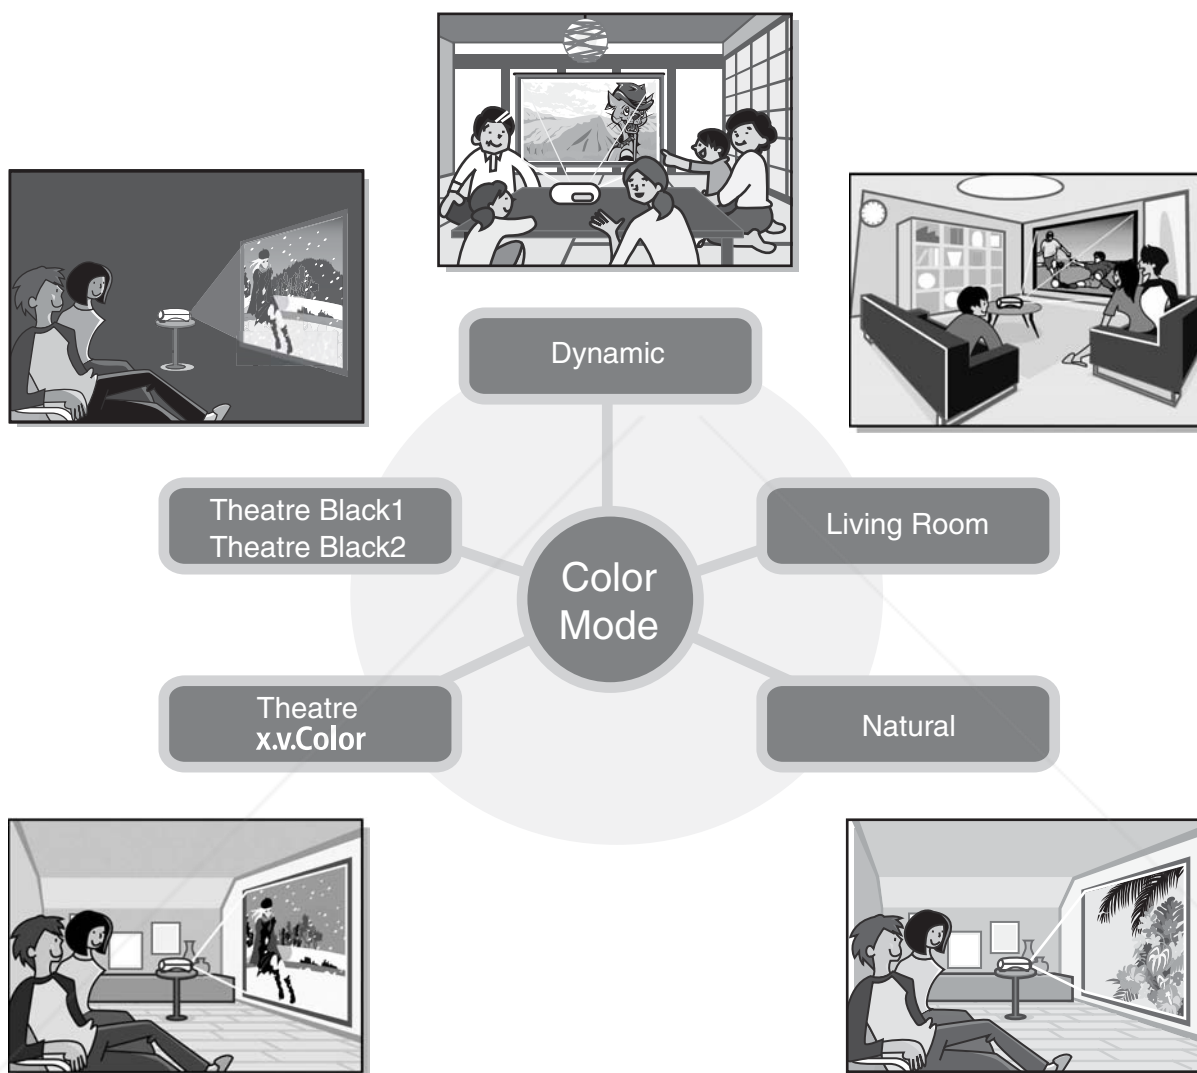 Dynamic
Theatre Black1
Theatre Black2
Living Room
Color
Mode
Theatre
x.v.Color
Natural